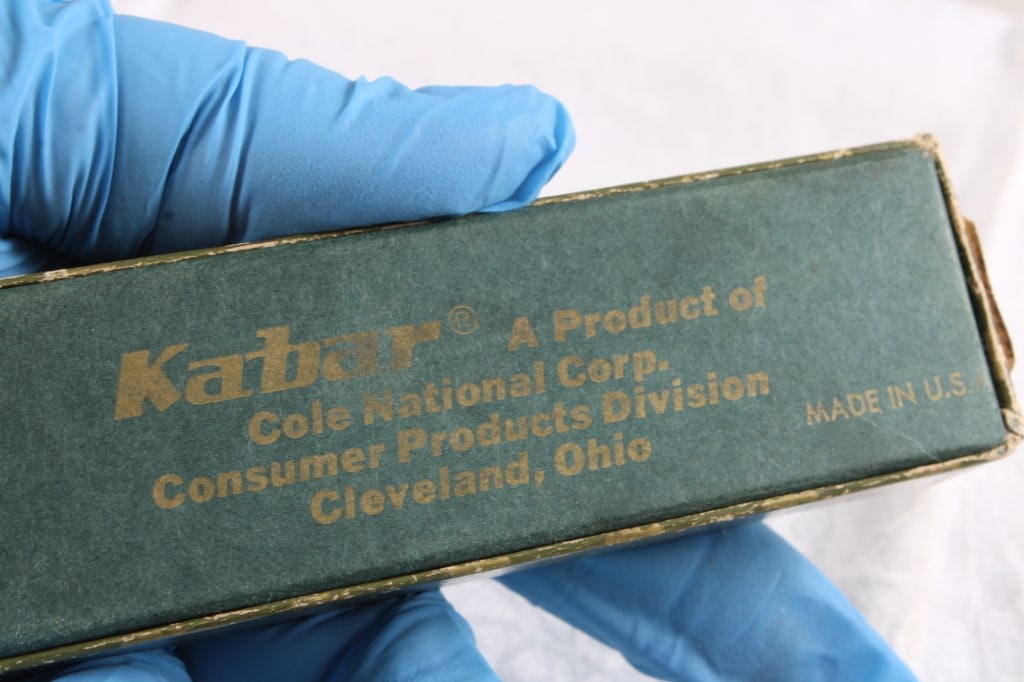 Kabar® A Product of
Cole National Corp.
Consumer Products Division
Cleveland, Ohio
MADE IN U.S.A